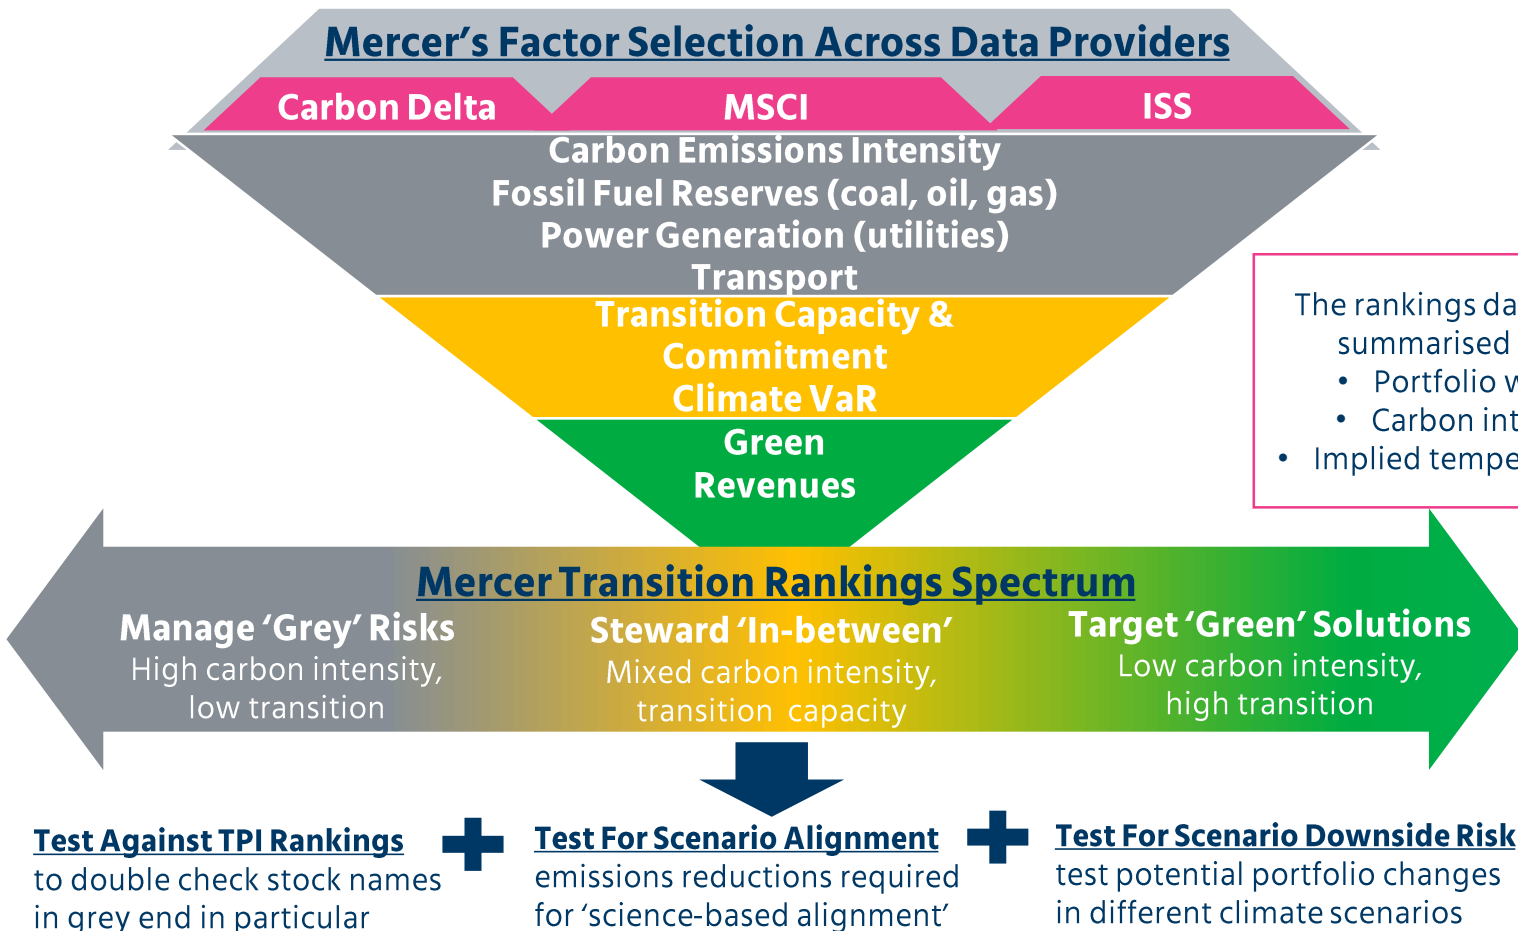 Mercer's Factor Selection Across Data Providers
Carbon Delta
MSCI
ISS
Carbon Emissions Intensity
Fossil Fuel Reserves (coal, oil, gas)
Power Generation (utilities)
Transport
Transition Capacity &
Commitment
Climate VaR
Green
Revenues
The rankings
summarised
• Portfolio
• Carbon
• Implied
Mercer Transition Rankings Spectrum
Manage ‘Grey’ Risks
High carbon intensity,
low transition
Steward ‘In-between’
Mixed carbon intensity,
transition capacity
Target ‘Green’ Solutions
Low carbon intensity,
high transition
Test Against TPI Rankings
to double check stock names
in grey end in particular
+
Test For Scenario Alignment
emissions reductions required
for ‘science-based alignment’
+
Test For Scenario Downside Risk
test potential portfolio changes
in different climate scenarios